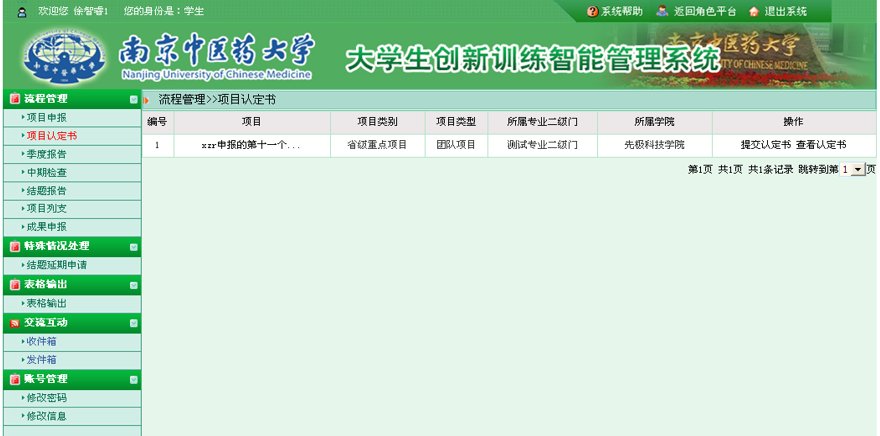 欢迎您 徐智睿1 您的身份是：学生 系统帮助 返回角色平台 退出系统
南京中医药大学
Nanjing University of Chinese Medicine
大学生创新训练智能管理系统
南京中医药大学
流程管理
项目申报
项目认定书
季度报告
中期检查
结题报告
项目列支
成果申报
特殊情况处理
结题延期申请
表格输出
表格输出
交流互动
收件箱
发件箱
账号管理
修改密码
修改信息
流程管理>>项目认定书
编号 项目 项目类别 项目类型 所属专业二级门 所属学院 操作
1 xzr申报的第十一个... 省级重点项目 团队项目 测试专业二级门 先极科技学院 提交认定书 查看认定书
第1页 共1页 共1条记录 跳转到第 1 页